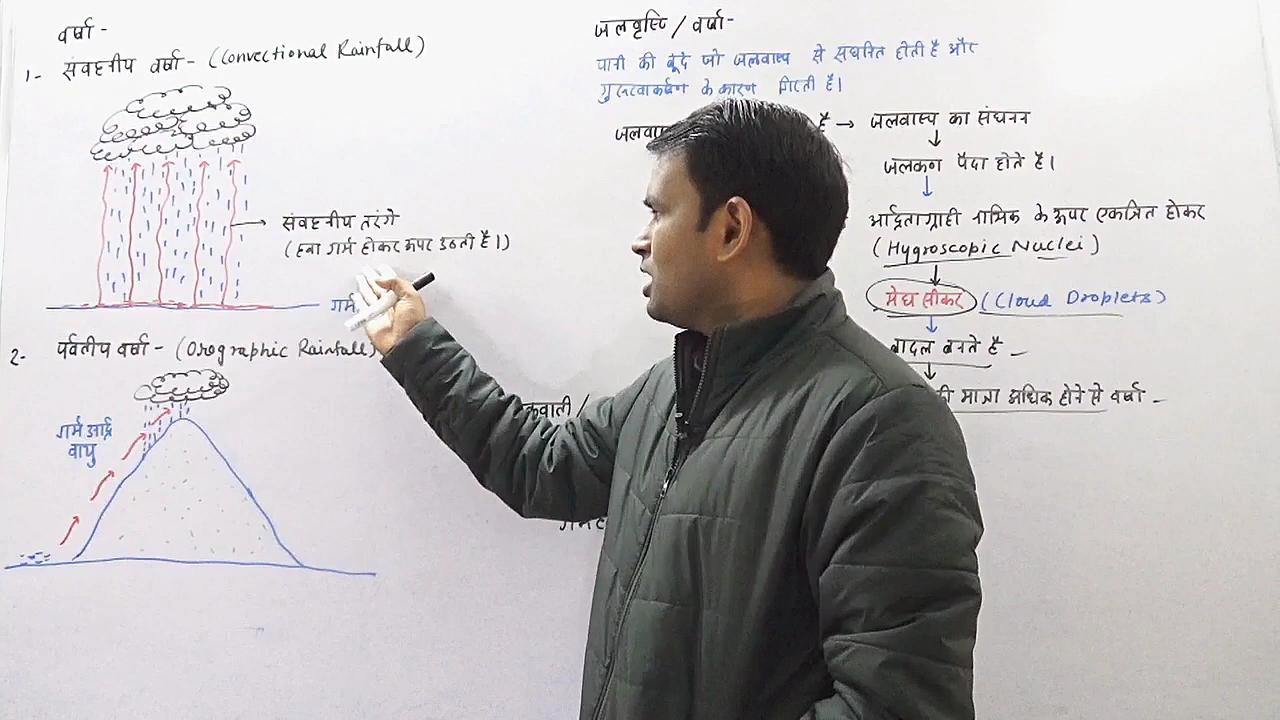 वर्षा -
1- संवहनीय वर्षा - (Convectional Rainfall)
संवहनीय तरंगे
(हवा गर्म होकर ऊपर उठती है।)
गर्म
2- पर्वतीय वर्षा - (Orographic Rainfall)
गर्म आर्द्र
वायु
जलवृष्टि / वर्षा -
पानी की बूंदे जो जलवाष्प से संघनित होती है और
गुरुत्वाकर्षण के कारण गिरती है।
है → जलवाष्प का संघनन
जलकण पैदा होते है।
आर्द्रताग्राही नाभिक के ऊपर एकत्रित होकर
(Hygroscopic Nuclei)
मेघ सीकर (Cloud Droplets)
बादल बनते है -
की मात्रा अधिक होने से वर्षा -